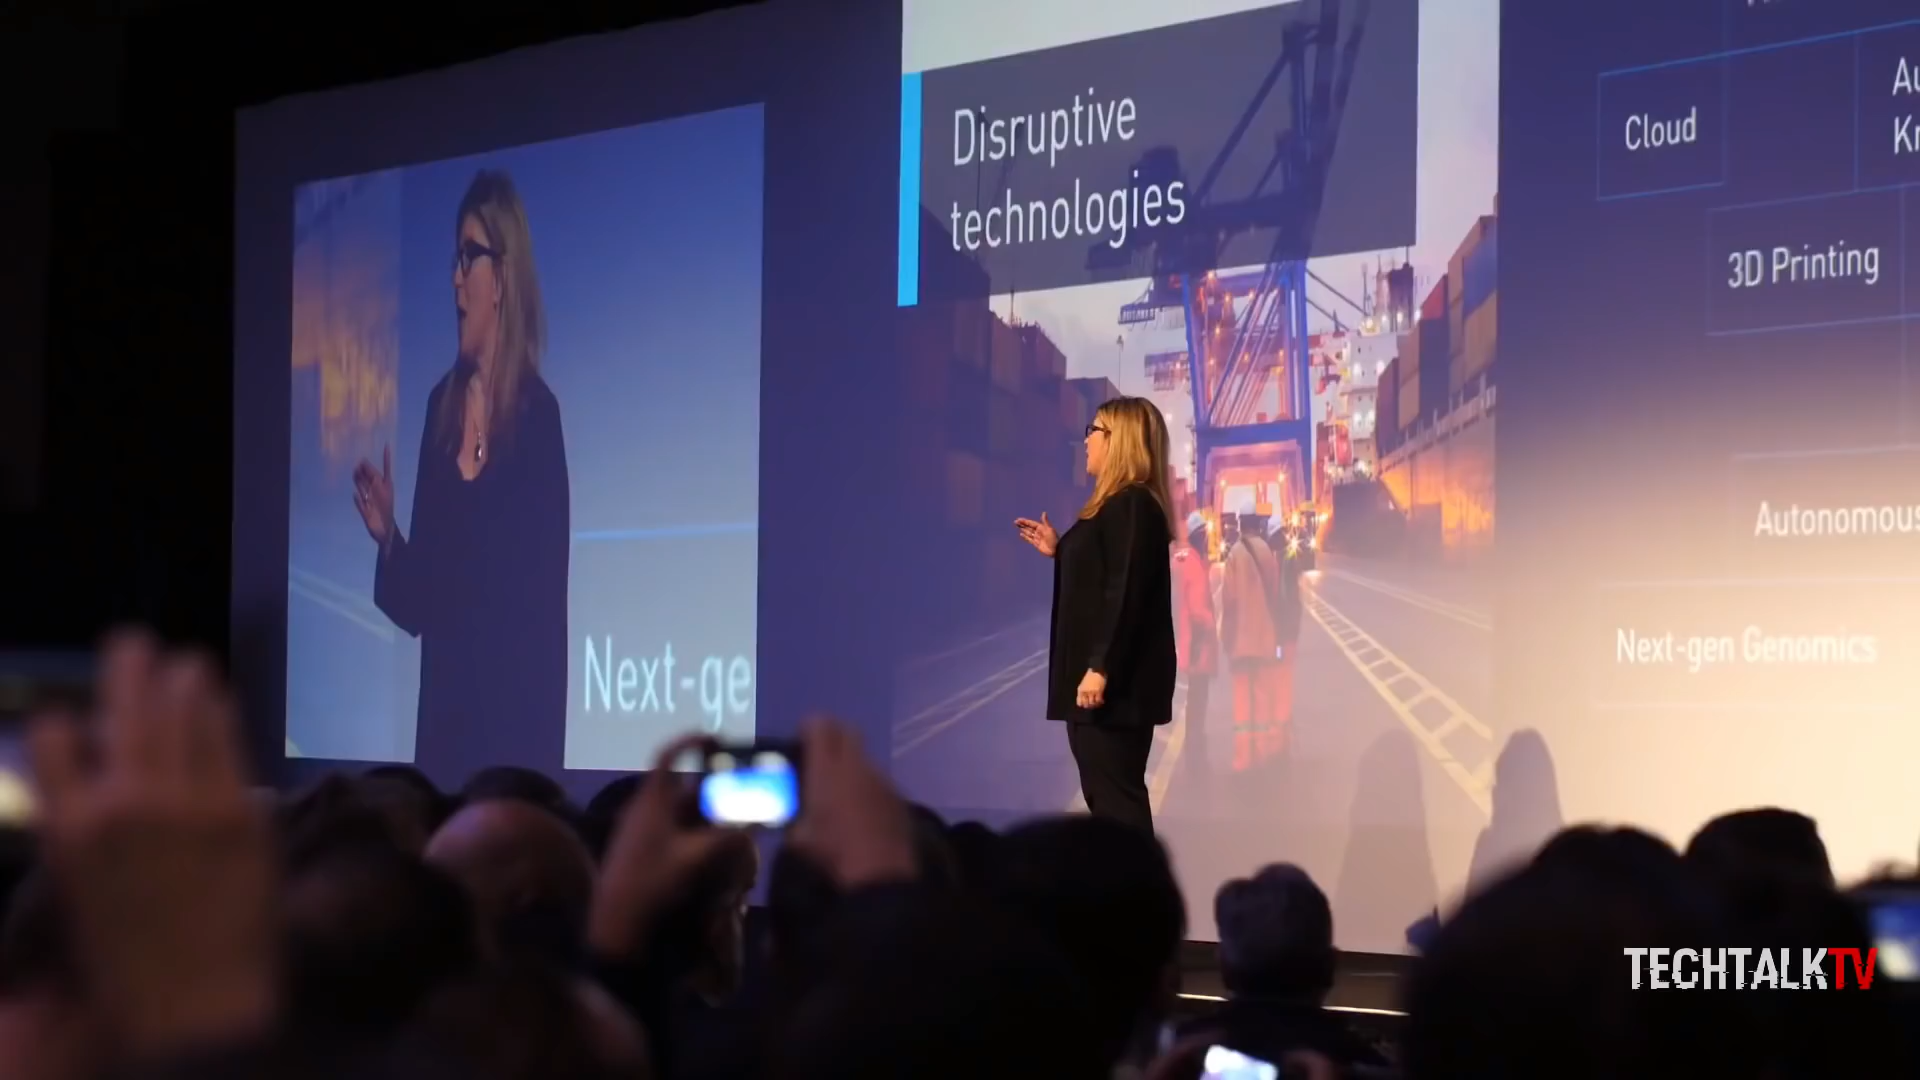 Disruptive
technologies
Cloud
3D Printing
Autonomous
Next-gen Genomics
Next-ge
TECHTALKTV